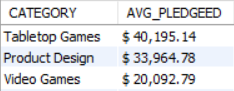 CATEGORY AVG_PLEDGEED
Tabletop Games $ 40,195.14
Product Design $ 33,964.78
Video Games $ 20,092.79